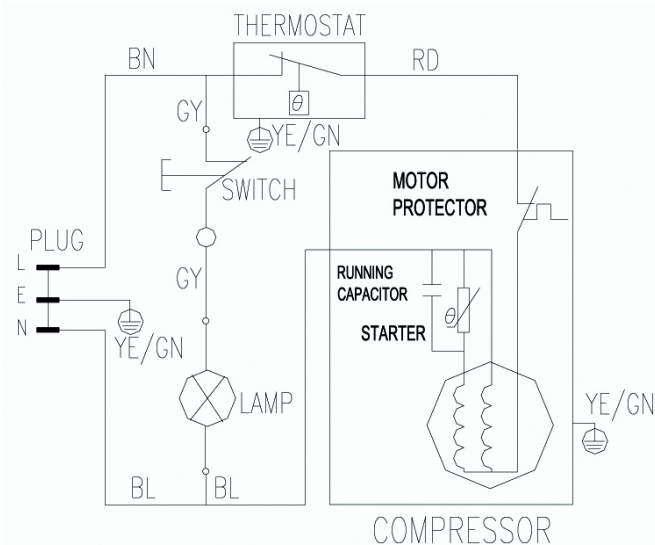 THERMOSTAT
BN
RD
GY
θ
YE/GN
SWITCH
MOTOR
PROTECTOR
PLUG
L
E
N
GY
YE/GN
RUNNING
CAPACITOR
θ
STARTER
LAMP
YE/GN
BL
BL
COMPRESSOR